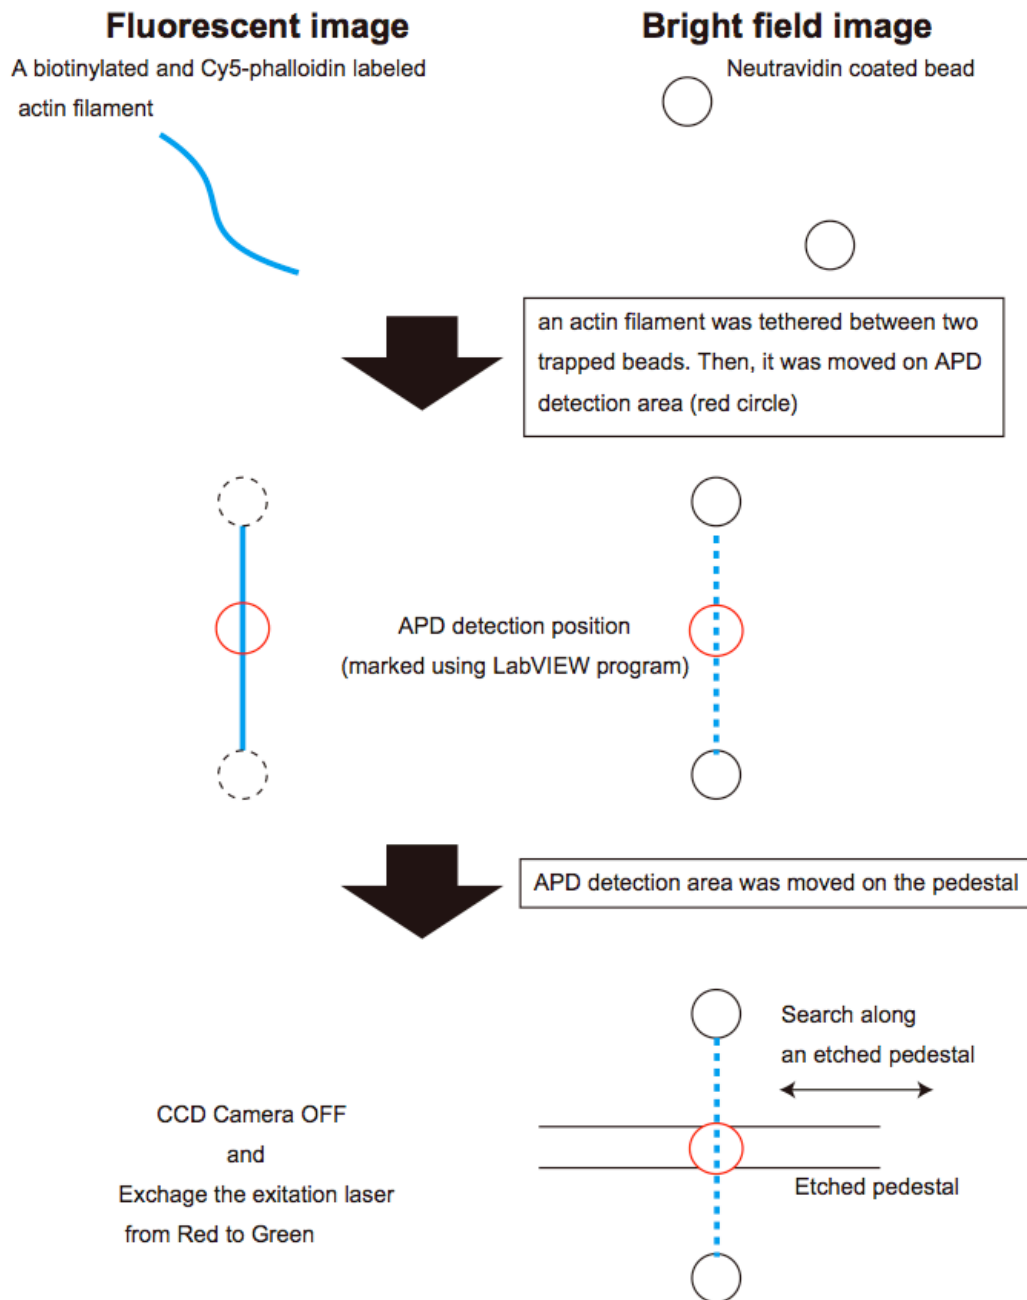 Fluorescent image
Bright field image
A biotinylated and Cy5-phalloidin labeled
actin filament
Neutravidin coated bead
an actin filament was tethered between two
trapped beads. Then, it was moved on APD
detection area (red circle)
APD detection position
(marked using LabVIEW program)
APD detection area was moved on the pedestal
Search along
an etched pedestal
CCD Camera OFF
and
Exchage the exitation laser
from Red to Green
Etched pedestal